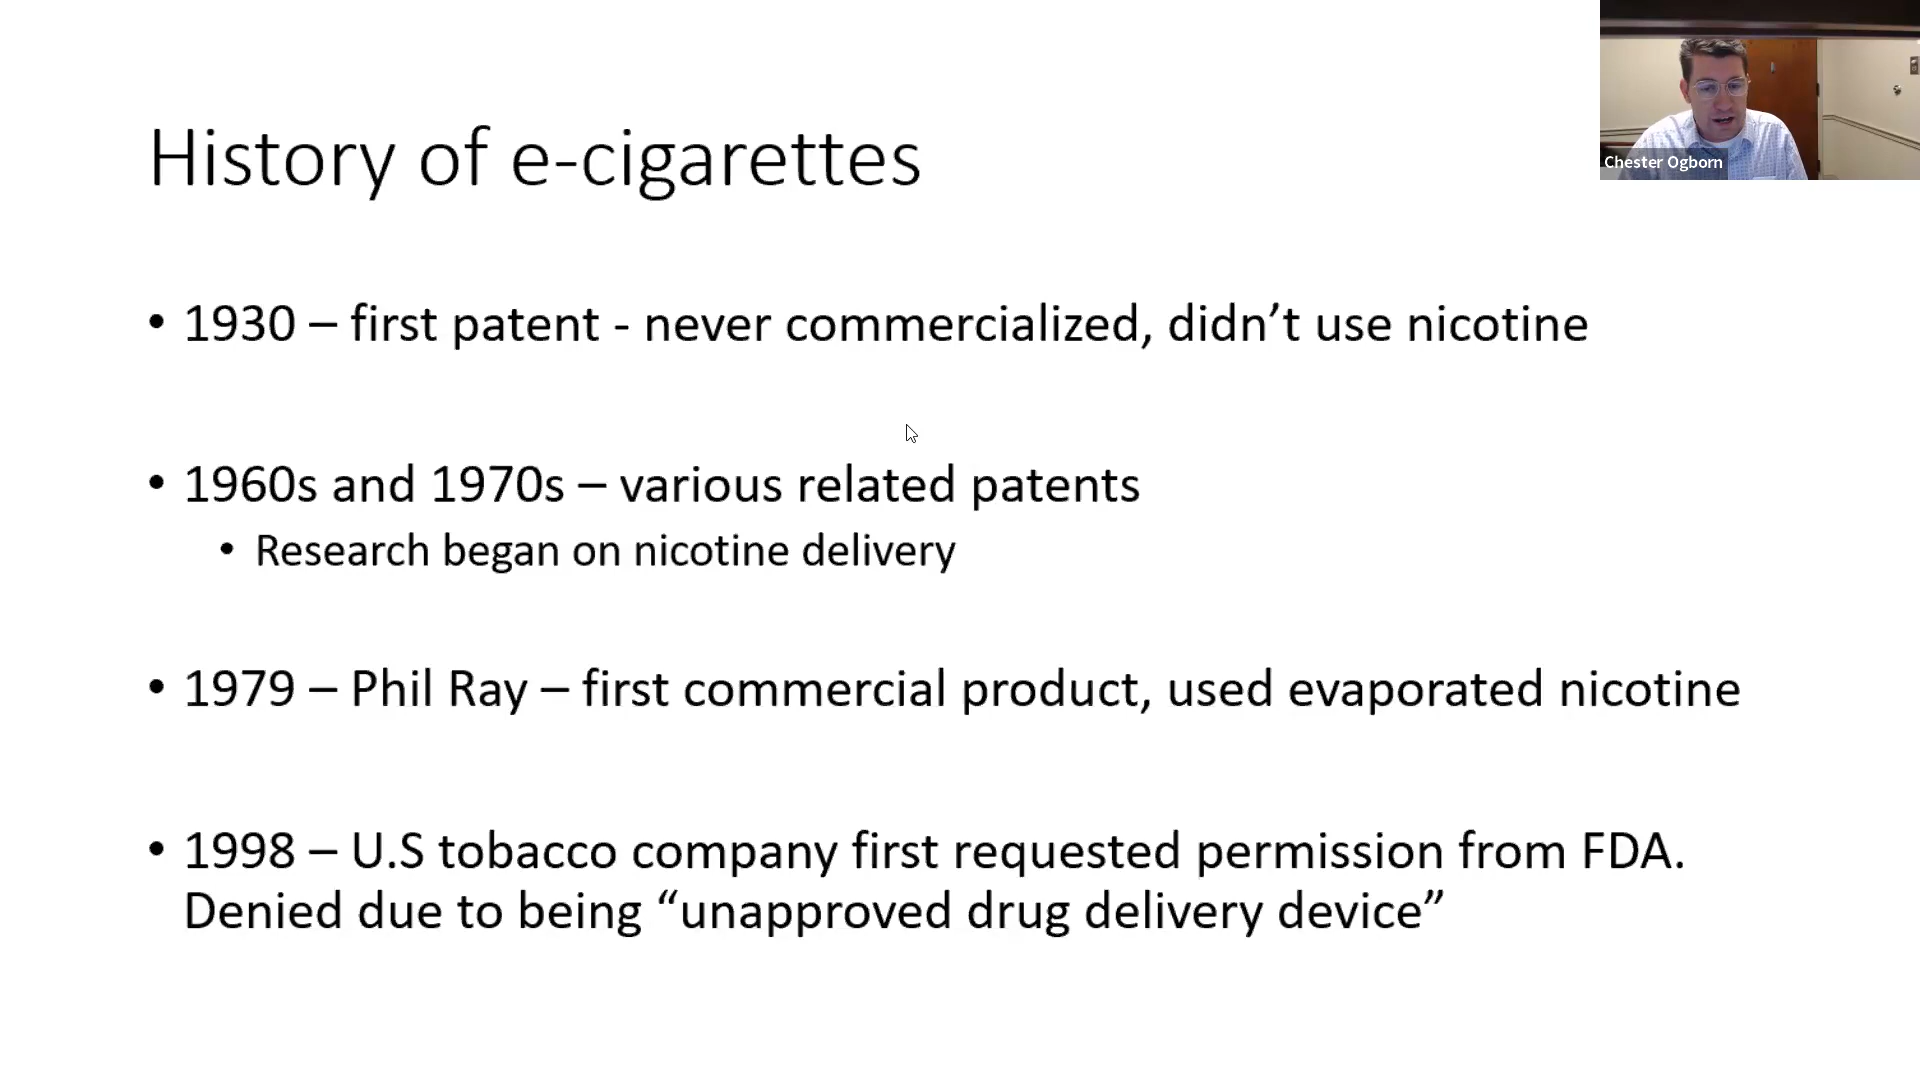 History of e-cigarettes
Chester Ogborn
• 1930 – first patent - never commercialized, didn’t use nicotine
• 1960s and 1970s – various related patents
• Research began on nicotine delivery
• 1979 – Phil Ray – first commercial product, used evaporated nicotine
• 1998 – U.S tobacco company first requested permission from FDA.
Denied due to being “unapproved drug delivery device”